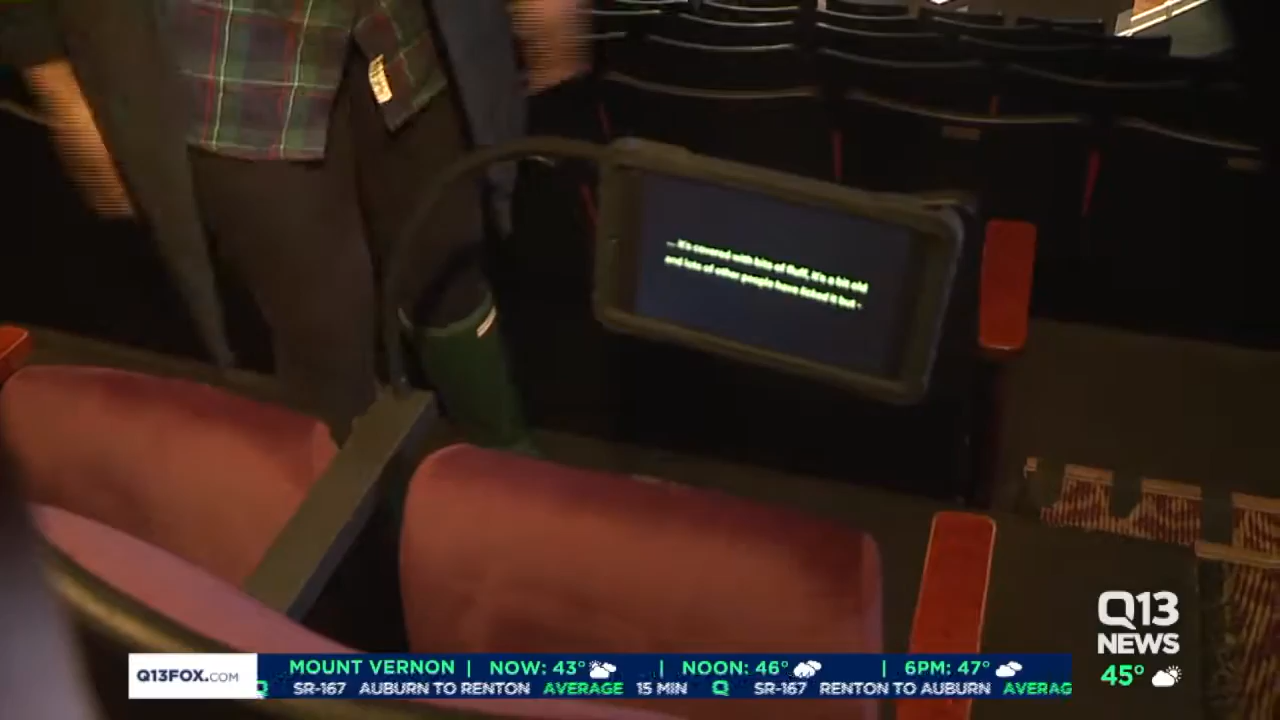 ... it's covered with bits of fluff, it's a bit old
and lots of other people have licked it but -
Q13
NEWS
45°
Q13FOX.COM
MOUNT VERNON | NOW: 43° | NOON: 46° | 6PM: 47°
SR-167 AUBURN TO RENTON AVERAGE 15 MIN Q SR-167 RENTON TO AUBURN AVERAG